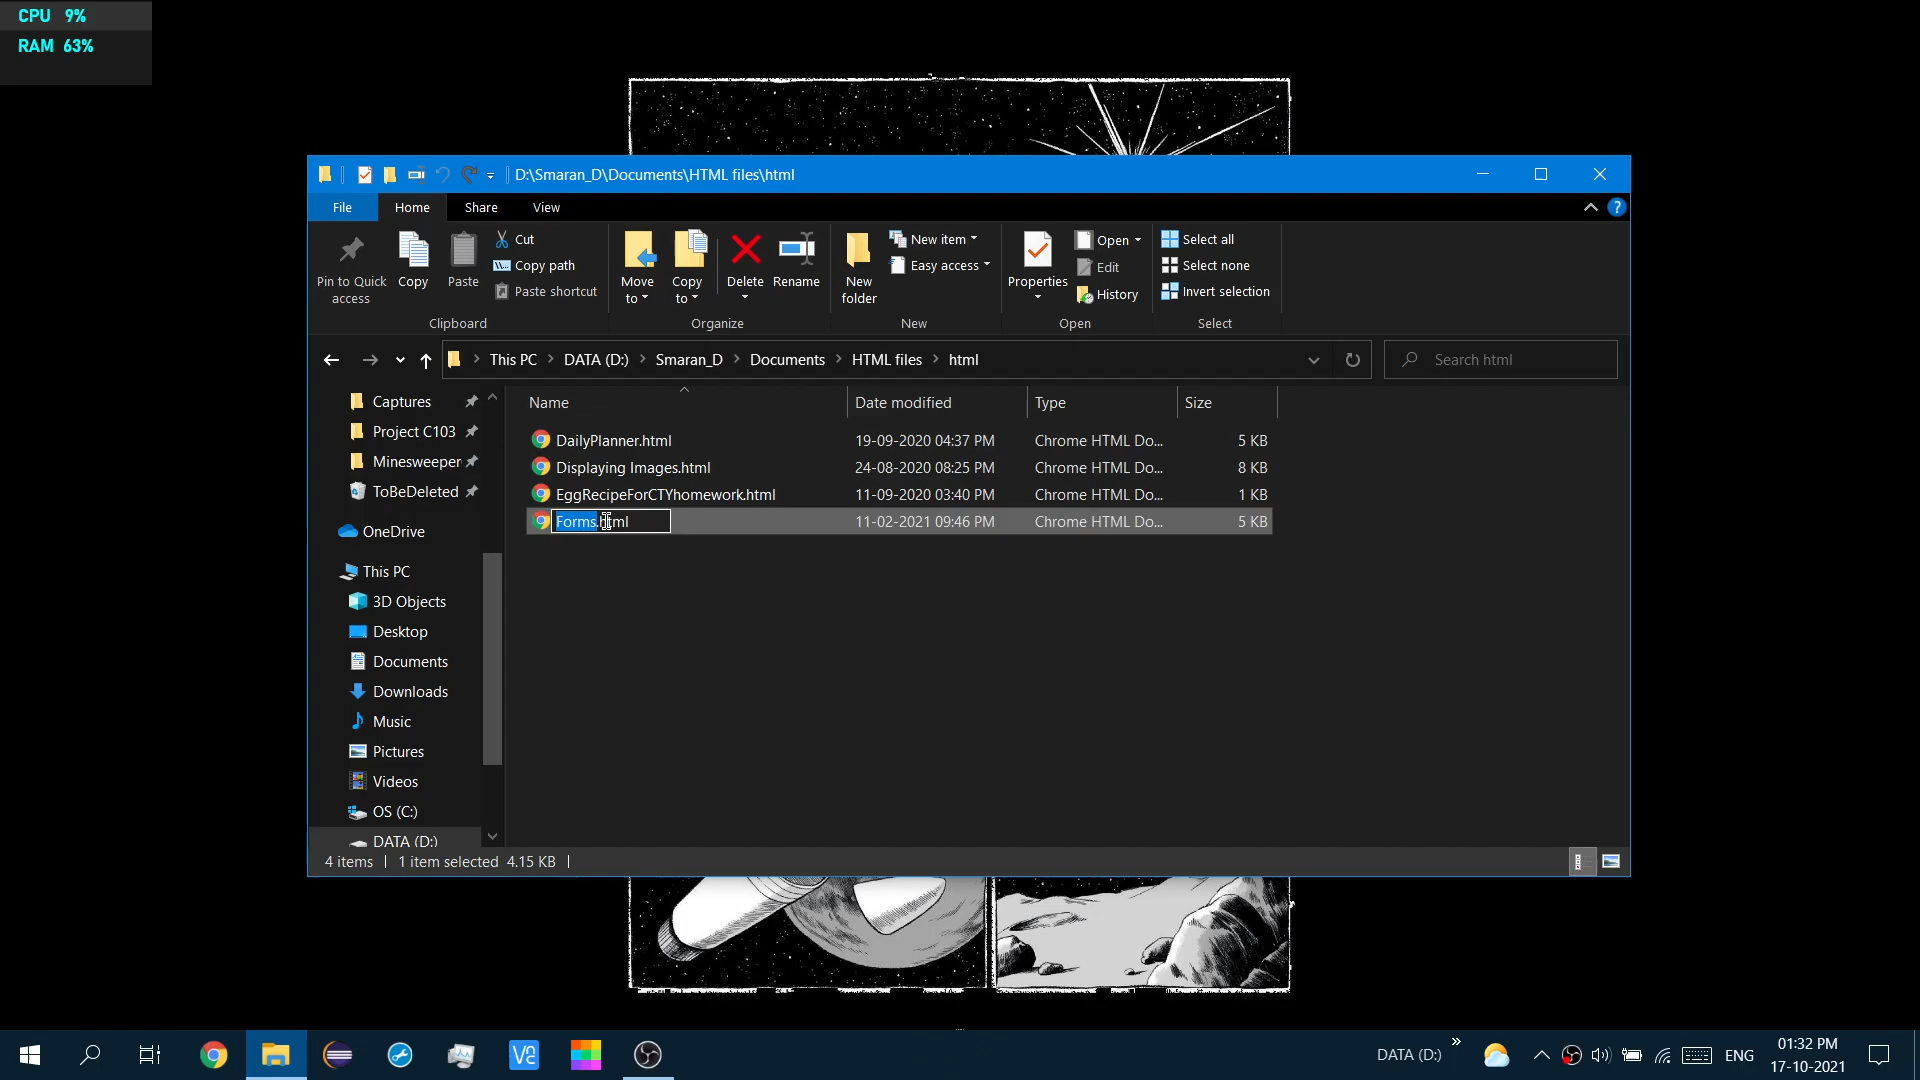 CPU 9%
RAM 63%
D:\Smaran_D\Documents\HTML files\html
File Home Share View
Pin to Quick access
Copy
Paste
Cut
Copy path
Paste shortcut
Clipboard
Move to
Copy to
Delete
Rename
Organize
New folder
New item
Easy access
New
Properties
Open
Edit
History
Open
Select all
Select none
Invert selection
Select
This PC > DATA (D:) > Smaran_D > Documents > HTML files > html
Search html
Captures
Project C103
Minesweeper
ToBeDeleted
OneDrive
This PC
3D Objects
Desktop
Documents
Downloads
Music
Pictures
Videos
OS (C:)
DATA (D:)
Name Date modified Type Size
DailyPlanner.html 19-09-2020 04:37 PM Chrome HTML Do... 5 KB
Displaying Images.html 24-08-2020 08:25 PM Chrome HTML Do... 8 KB
EggRecipeForCTYhomework.html 11-09-2020 03:40 PM Chrome HTML Do... 1 KB
Forms.html 11-02-2021 09:46 PM Chrome HTML Do... 5 KB
4 items 1 item selected 4.15 KB
DATA (D:) » ENG
01:32 PM
17-10-2021